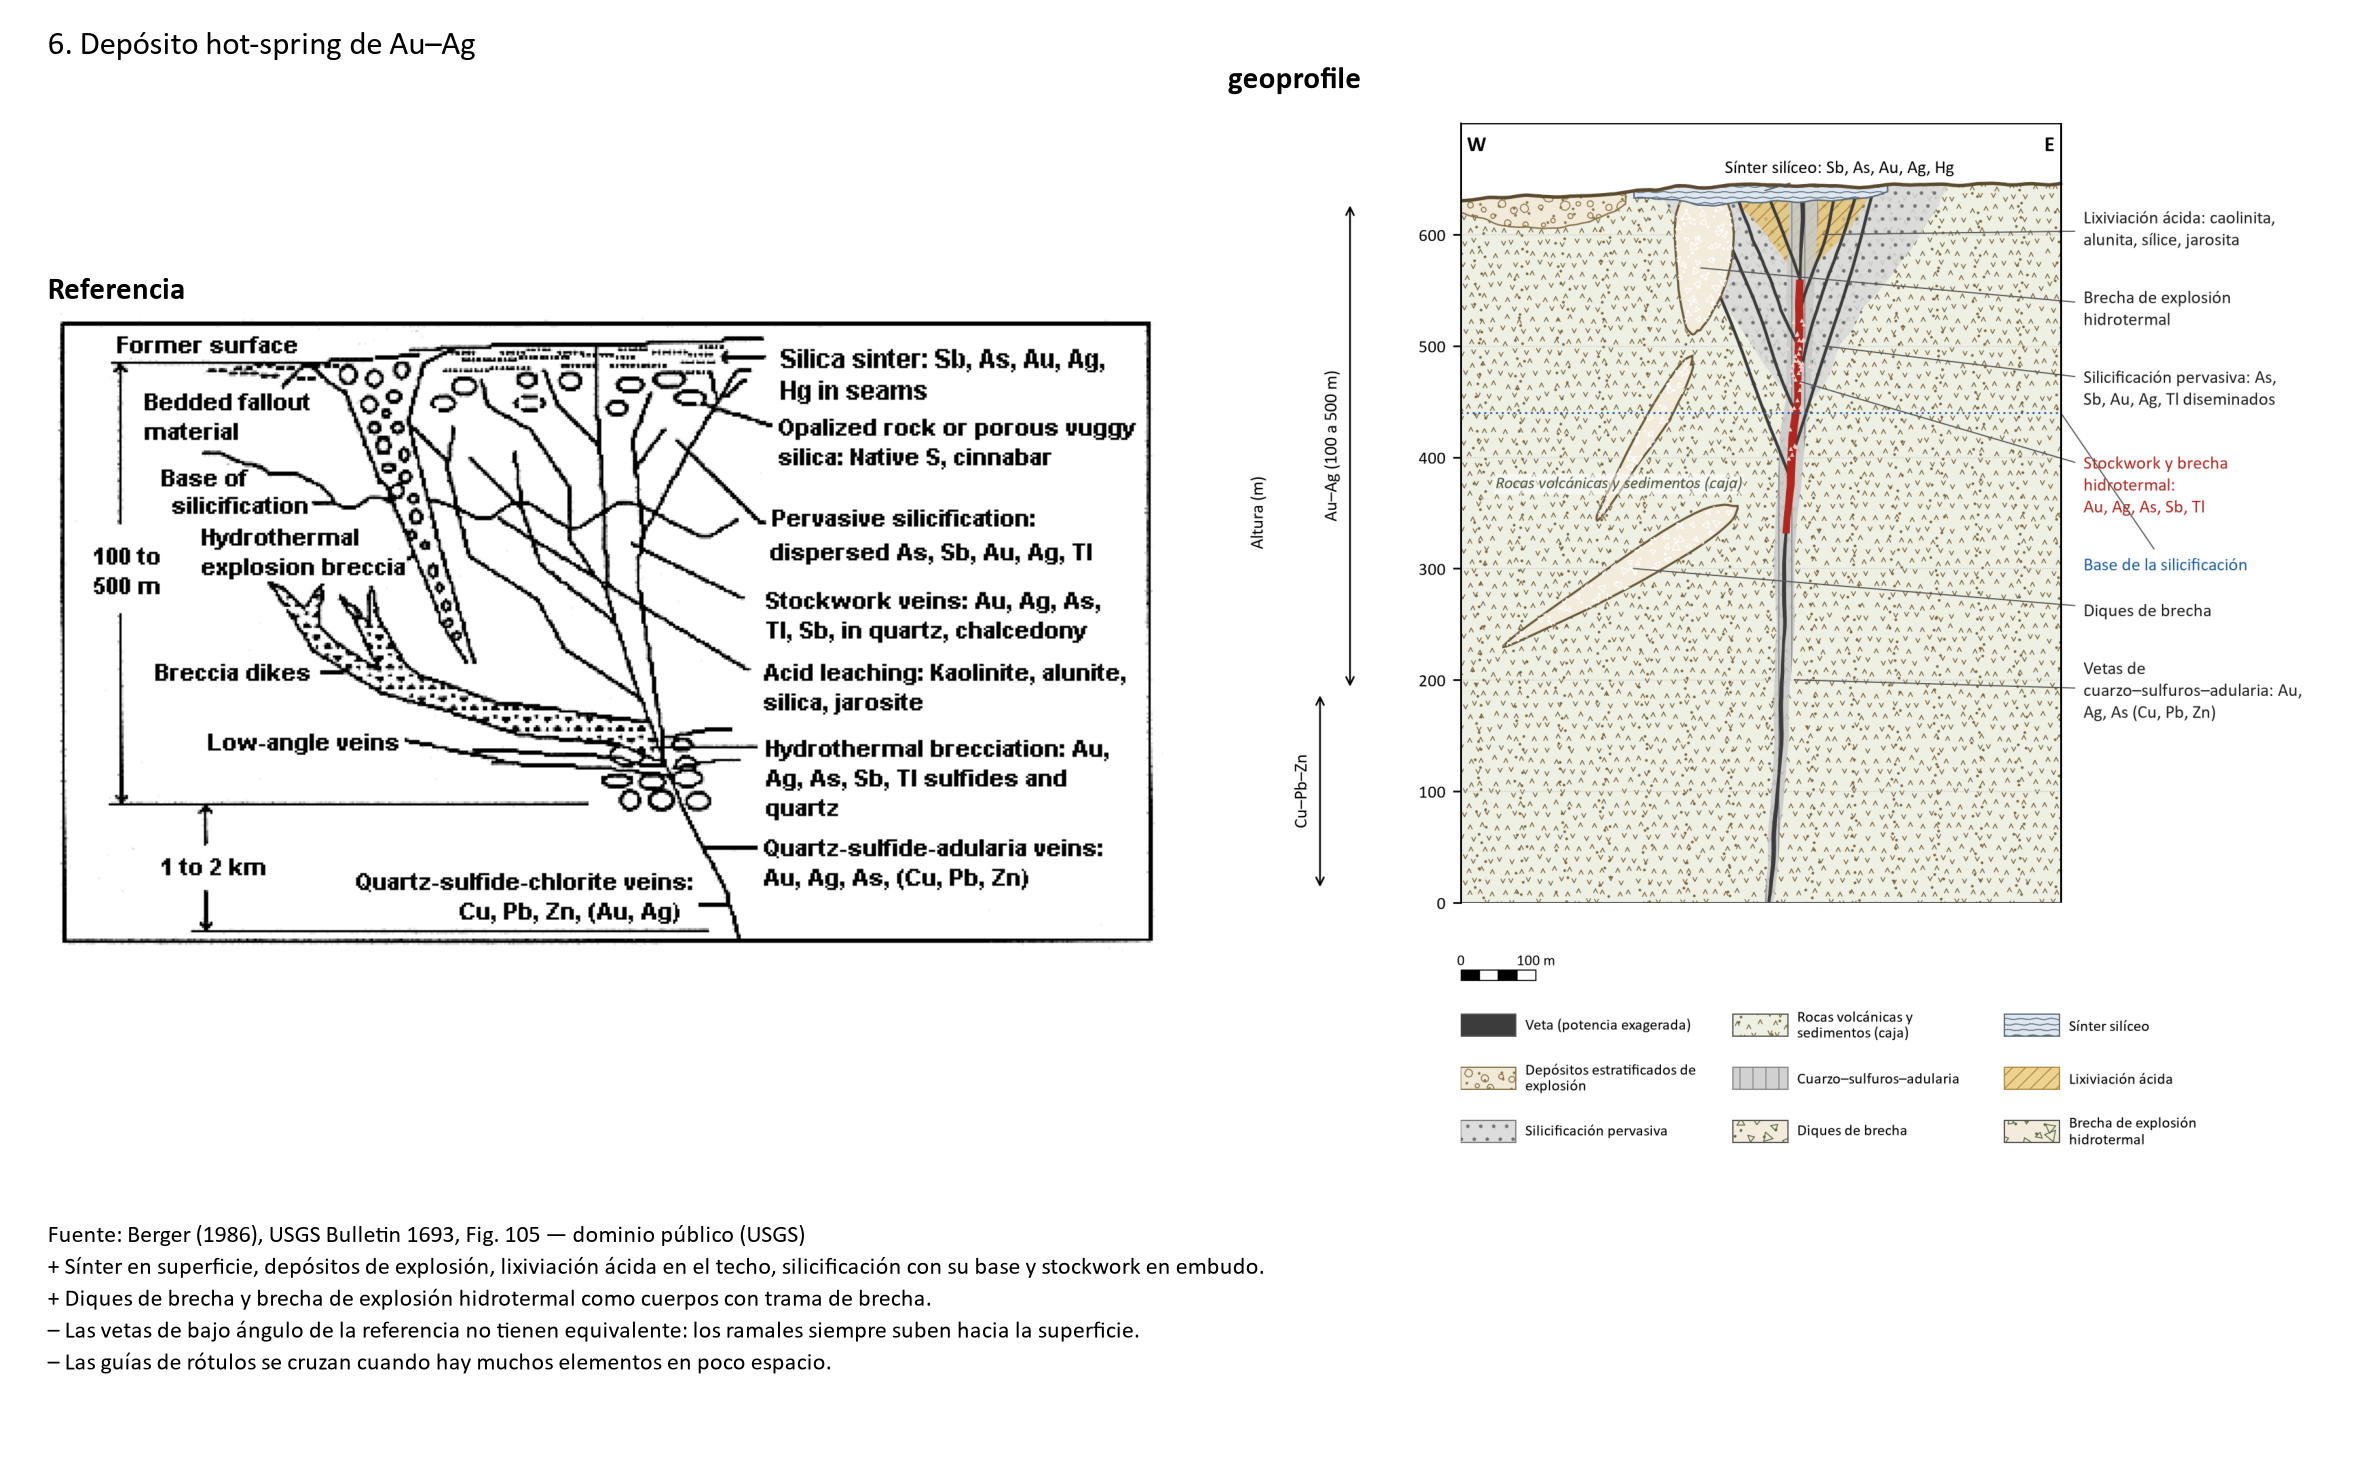 6. Depósito hot-spring de Au–Ag
geoprofile
Referencia
Former surface
Bedded fallout
material
Base of
silicification
Hydrothermal
explosion breccia
100 to
500 m
Breccia dikes
Low-angle veins
1 to 2 km
Quartz-sulfide-chlorite veins:
Cu, Pb, Zn, (Au, Ag)
Silica sinter: Sb, As, Au, Ag,
Hg in seams
Opalized rock or porous vuggy
silica: Native S, cinnabar
Pervasive silicification:
dispersed As, Sb, Au, Ag, Tl
Stockwork veins: Au, Ag, As,
Tl, Sb, in quartz, chalcedony
Acid leaching: Kaolinite, alunite,
silica, jarosite
Hydrothermal brecciation: Au,
Ag, As, Sb, Tl sulfides and
quartz
Quartz-sulfide-adularia veins:
Au, Ag, As, (Cu, Pb, Zn)
W
E
Sínter silíceo: Sb, As, Au, Ag, Hg
Altura (m)
Au–Ag (100 a 500 m)
Cu–Pb–Zn
600
500
400
300
200
100
0
Rocas volcánicas y sedimentos (caja)
Lixiviación ácida: caolinita,
alunita, sílice, jarosita
Brecha de explosión
hidrotermal
Silicificación pervasiva: As,
Sb, Au, Ag, Tl diseminados
Stockwork y brecha
hidrotermal:
Au, Ag, As, Sb, Tl
Base de la silicificación
Diques de brecha
Vetas de
cuarzo–sulfuros–adularia: Au,
Ag, As (Cu, Pb, Zn)
0 100 m
Veta (potencia exagerada)
Rocas volcánicas y
sedimentos (caja)
Sínter silíceo
Depósitos estratificados de
explosión
Cuarzo–sulfuros–adularia
Lixiviación ácida
Silicificación pervasiva
Diques de brecha
Brecha de explosión
hidrotermal
Fuente: Berger (1986), USGS Bulletin 1693, Fig. 105 — dominio público (USGS)
+ Sínter en superficie, depósitos de explosión, lixiviación ácida en el techo, silicificación con su base y stockwork en embudo.
+ Diques de brecha y brecha de explosión hidrotermal como cuerpos con trama de brecha.
– Las vetas de bajo ángulo de la referencia no tienen equivalente: los ramales siempre suben hacia la superficie.
– Las guías de rótulos se cruzan cuando hay muchos elementos en poco espacio.